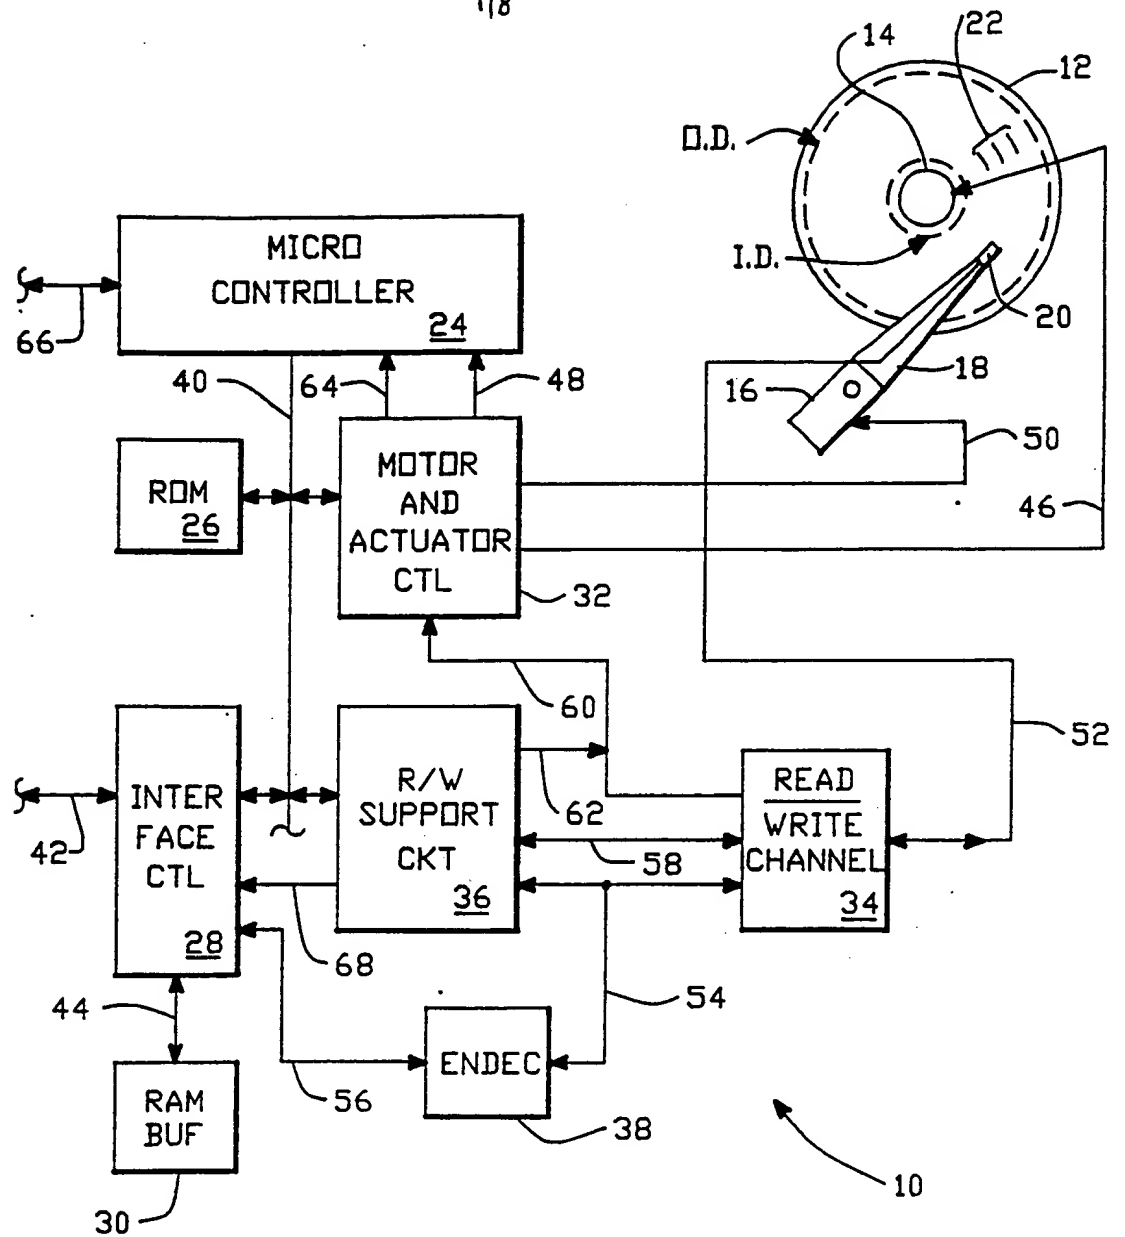 1/8
14
22
12
O.D.
I.D.
20
18
16
50
46
MICRO
CONTROLLER
24
66
40
64
48
ROM
26
MOTOR
AND
ACTUATOR
CTL
32
60
52
INTER
FACE
CTL
28
42
R/W
SUPPORT
CKT
36
62
58
READ
WRITE
CHANNEL
34
68
54
44
ENDEC
38
56
RAM
BUF
30
10